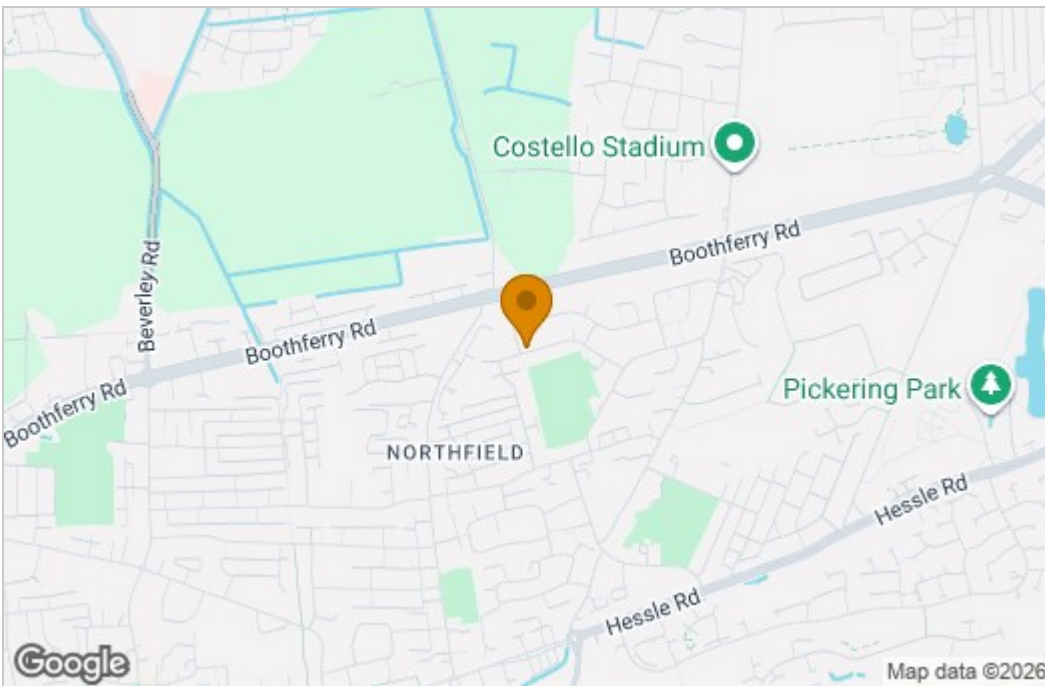 Costello Stadium
Boothferry Rd
Beverley Rd
Boothferry Rd
Boothferry Rd
Pickering Park
NORTHFIELD
Hessle Rd
Hessle Rd
Google
Map data ©2026